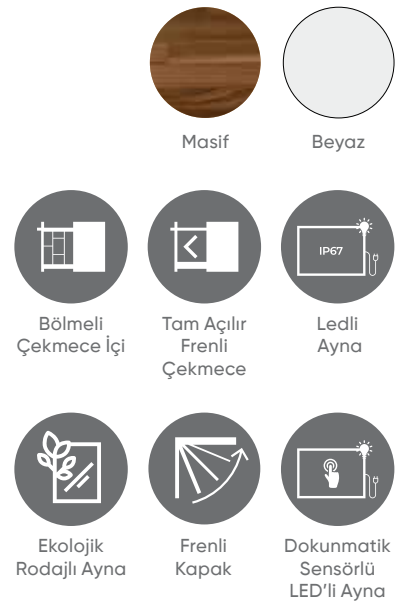 Masif
Beyaz
IP67
Bölmeli
Çekmece İçi
Tam Açılır
Frenli
Çekmece
Ledli
Ayna
Ekolojik
Rodajlı Ayna
Frenli
Kapak
Dokunmatik
Sensörlü
LED'li Ayna